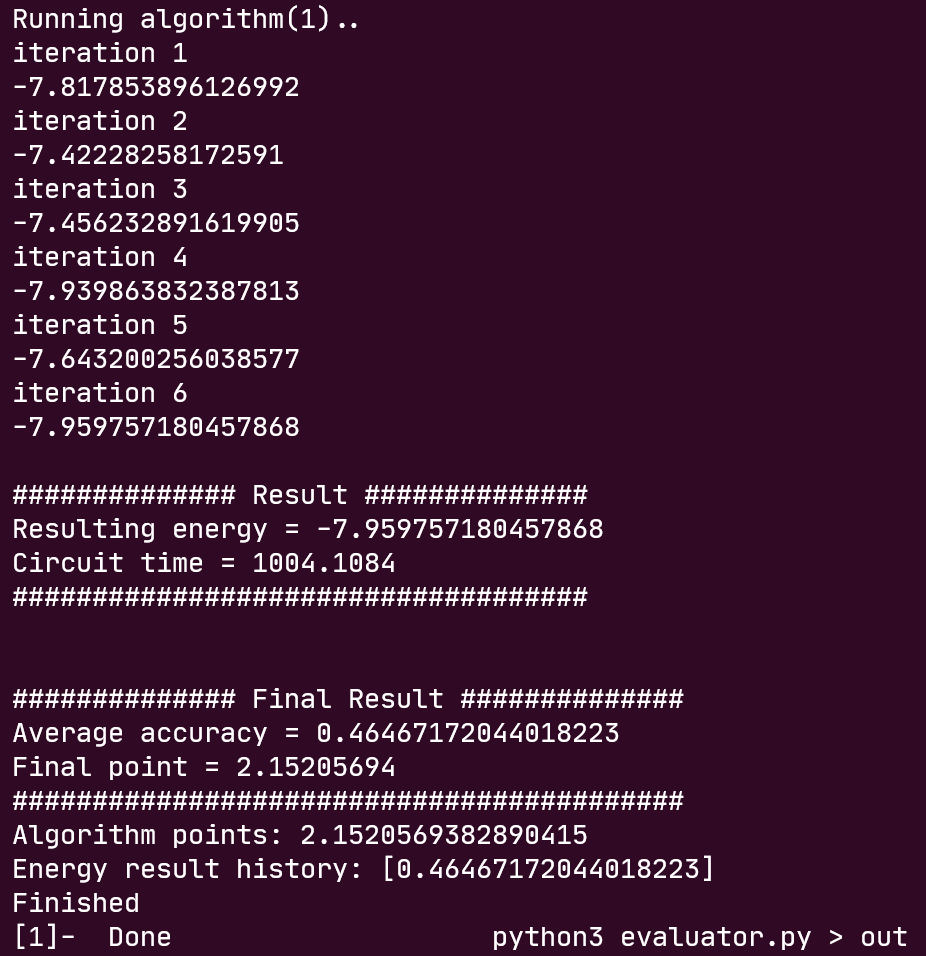 Running algorithm(1)..
iteration 1
-7.817853896126992
iteration 2
-7.42228258172591
iteration 3
-7.456232891619905
iteration 4
-7.939863832387813
iteration 5
-7.643200256038577
iteration 6
-7.959757180457868
############## Result ##############
Resulting energy = -7.959757180457868
Circuit time = 1004.1084
####################################
############## Final Result ##############
Average accuracy = 0.46467172044018223
Final point = 2.15205694
##########################################
Algorithm points: 2.1520569382890415
Energy result history: [0.46467172044018223]
Finished
[1]-  Done                    python3 evaluator.py > out